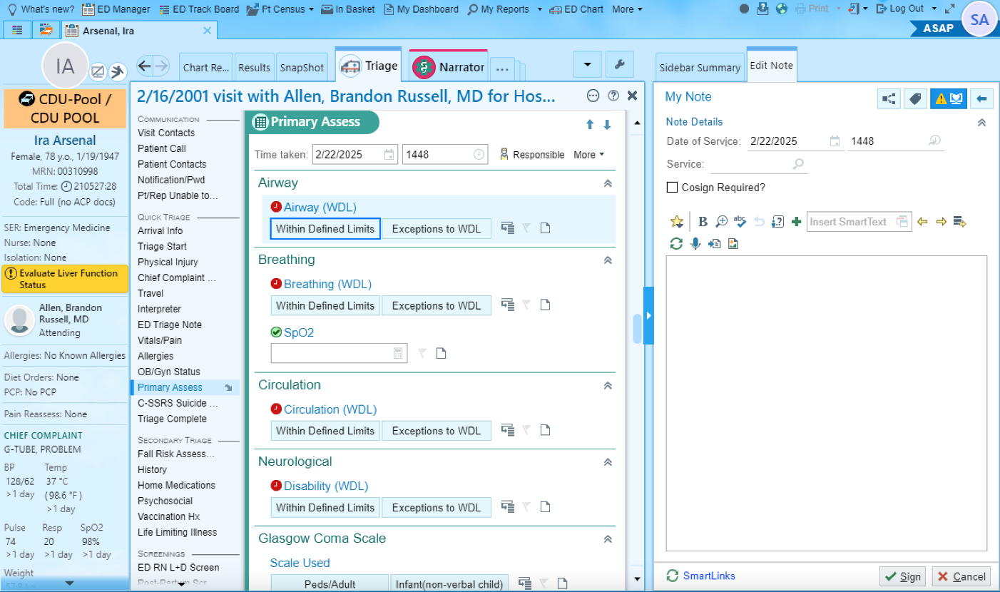 What's new? ED Manager ED Track Board Pt Census In Basket My Dashboard My Reports ED Chart More Print Log Out
SA
Arsenal, Ira
ASAP
IA
Chart Re... Results SnapShot Triage Narrator ... Sidebar Summary Edit Note
CDU-Pool /
CDU POOL
Ira Arsenal
Female, 78 y.o., 1/19/1947
MRN: 00310998
Total Time: 210527:28
Code: Full (no ACP docs)
SER: Emergency Medicine
Nurse: None
Isolation: None
Evaluate Liver Function
Status
Allen, Brandon
Russell, MD
Attending
Allergies: No Known Allergies
Diet Orders: None
PCP: No PCP
Pain Reassess: None
CHIEF COMPLAINT
G-TUBE, PROBLEM
BP Temp
128/62 37 °C
>1 day (98.6 °F)
>1 day
Pulse Resp SpO2
74 20 98%
>1 day >1 day >1 day
Weight
2/16/2001 visit with Allen, Brandon Russell, MD for Hos...
COMMUNICATION
Visit Contacts
Patient Call
Patient Contacts
Notification/Pwd
Pt/Rep Unable to...
QUICK TRIAGE
Arrival Info
Triage Start
Physical Injury
Chief Complaint ...
Travel
Interpreter
ED Triage Note
Vitals/Pain
Allergies
OB/Gyn Status
Primary Assess
C-SSRS Suicide ...
Triage Complete
SECONDARY TRIAGE
Fall Risk Assess...
History
Home Medications
Psychosocial
Vaccination Hx
Life Limiting Illness
SCREENINGS
ED RN L+D Screen
Post-Partum Scr
Primary Assess
Time taken: 2/22/2025 1448 Responsible More
Airway
Airway (WDL)
Within Defined Limits Exceptions to WDL
Breathing
Breathing (WDL)
Within Defined Limits Exceptions to WDL
SpO2
Circulation
Circulation (WDL)
Within Defined Limits Exceptions to WDL
Neurological
Disability (WDL)
Within Defined Limits Exceptions to WDL
Glasgow Coma Scale
Scale Used
Peds/Adult Infant(non-verbal child)
My Note
Note Details
Date of Service: 2/22/2025 1448
Service:
Cosign Required?
B abc Insert SmartText
SmartLinks Sign Cancel